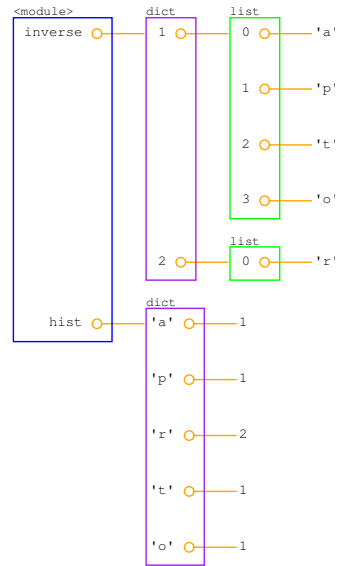 <module> dict list
inverse 1 0 'a'
1 'p'
2 't'
3 'o'
list
2 0 'r'
dict
hist 'a' 1
'p' 1
'r' 2
't' 1
'o' 1